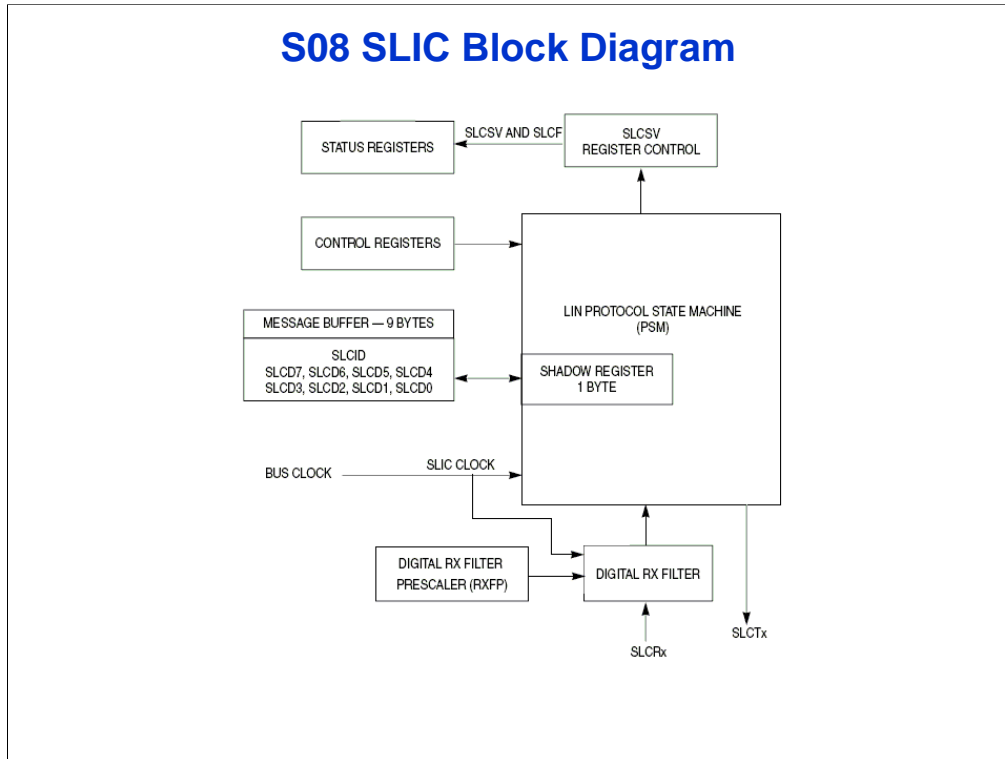 S08 SLIC Block Diagram
STATUS REGISTERS
SLCSV AND SLCF
SLCSV
REGISTER CONTROL
CONTROL REGISTERS
LIN PROTOCOL STATE MACHINE
(PSM)
MESSAGE BUFFER — 9 BYTES
SLCID
SLCD7, SLCD6, SLCD5, SLCD4
SLCD3, SLCD2, SLCD1, SLCD0
SHADOW REGISTER
1 BYTE
BUS CLOCK
SLIC CLOCK
DIGITAL RX FILTER
PRESCALER (RXFP)
DIGITAL RX FILTER
SLCRx
SLCTx